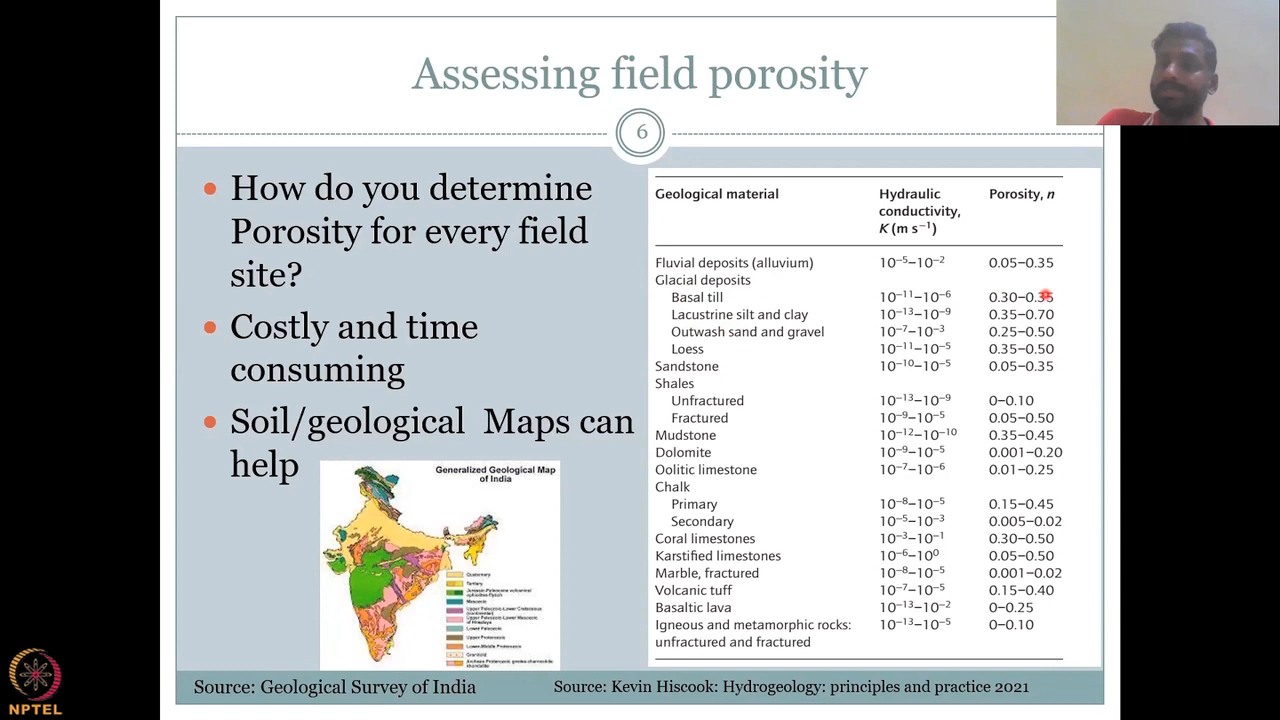 Assessing field porosity
6
• How do you determine
Porosity for every field
site?
• Costly and time
consuming
• Soil/geological Maps can
help
Generalized Geological Map
of India
Quaternary
Tertiary
Mesozoic
Lower Paleozoic
Upper Proterozoic
Lower-Middle Proterozoic
Source: Geological Survey of India
Geological material Hydraulic conductivity, K (m s⁻¹) Porosity, n
Fluvial deposits (alluvium) 10⁻⁵–10⁻² 0.05–0.35
Glacial deposits
Basal till 10⁻¹¹–10⁻⁶ 0.30–0.35
Lacustrine silt and clay 10⁻¹³–10⁻⁹ 0.35–0.70
Outwash sand and gravel 10⁻⁷–10⁻³ 0.25–0.50
Loess 10⁻¹¹–10⁻⁵ 0.35–0.50
Sandstone 10⁻¹⁰–10⁻⁵ 0.05–0.35
Shales
Unfractured 10⁻¹³–10⁻⁹ 0–0.10
Fractured 10⁻⁹–10⁻⁵ 0.05–0.50
Mudstone 10⁻¹²–10⁻¹⁰ 0.35–0.45
Dolomite 10⁻⁹–10⁻⁵ 0.001–0.20
Oolitic limestone 10⁻⁷–10⁻⁶ 0.01–0.25
Chalk
Primary 10⁻⁸–10⁻⁵ 0.15–0.45
Secondary 10⁻⁵–10⁻³ 0.005–0.02
Coral limestones 10⁻³–10⁻¹ 0.30–0.50
Karstified limestones 10⁻⁶–10⁰ 0.05–0.50
Marble, fractured 10⁻⁸–10⁻⁵ 0.001–0.02
Volcanic tuff 10⁻⁷–10⁻⁵ 0.15–0.40
Basaltic lava 10⁻¹³–10⁻² 0–0.25
Igneous and metamorphic rocks: 10⁻¹³–10⁻⁵ 0–0.10
unfractured and fractured
Source: Kevin Hiscook: Hydrogeology: principles and practice 2021
NPTEL